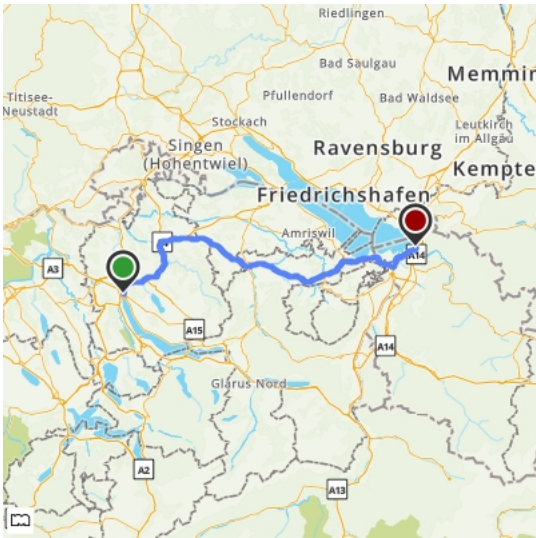 Riedlingen
Memmin
Bad Saulgau
Titisee-
Neustadt
Pfullendorf
Bad Waldsee
Stockach
Leutkirch
im Allgäu
Singen
(Hohentwiel)
Ravensburg
Kempte
Friedrichshafen
Amriswil
A14
A3
A15
A14
Glarus Nord
A2
A13